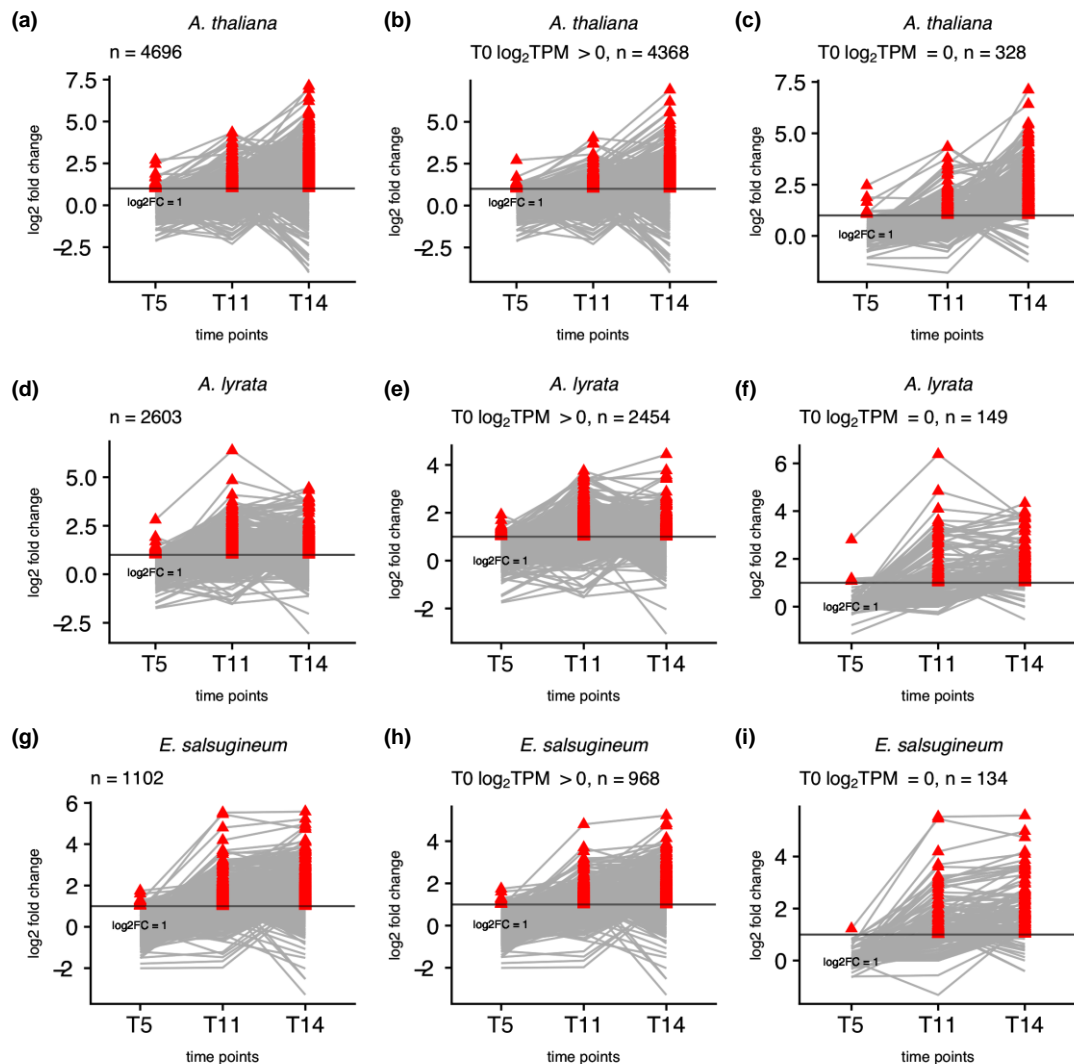 (a)
A. thaliana
n = 4696
7.5
5.0
2.5
0.0
−2.5
log2 fold change
log2FC = 1
T5 T11 T14
time points
(b)
A. thaliana
T0 log₂TPM > 0, n = 4368
7.5
5.0
2.5
0.0
−2.5
log2 fold change
log2FC = 1
T5 T11 T14
time points
(c)
A. thaliana
T0 log₂TPM = 0, n = 328
7.5
5.0
2.5
0.0
log2 fold change
log2FC = 1
T5 T11 T14
time points
(d)
A. lyrata
n = 2603
5.0
2.5
0.0
−2.5
log2 fold change
log2FC = 1
T5 T11 T14
time points
(e)
A. lyrata
T0 log₂TPM > 0, n = 2454
4
2
0
−2
log2 fold change
log2FC = 1
T5 T11 T14
time points
(f)
A. lyrata
T0 log₂TPM = 0, n = 149
6
4
2
0
log2 fold change
log2FC = 1
T5 T11 T14
time points
(g)
E. salsugineum
n = 1102
6
4
2
0
−2
log2 fold change
log2FC = 1
T5 T11 T14
time points
(h)
E. salsugineum
T0 log₂TPM > 0, n = 968
4
2
0
−2
log2 fold change
log2FC = 1
T5 T11 T14
time points
(i)
E. salsugineum
T0 log₂TPM = 0, n = 134
4
2
0
log2 fold change
log2FC = 1
T5 T11 T14
time points